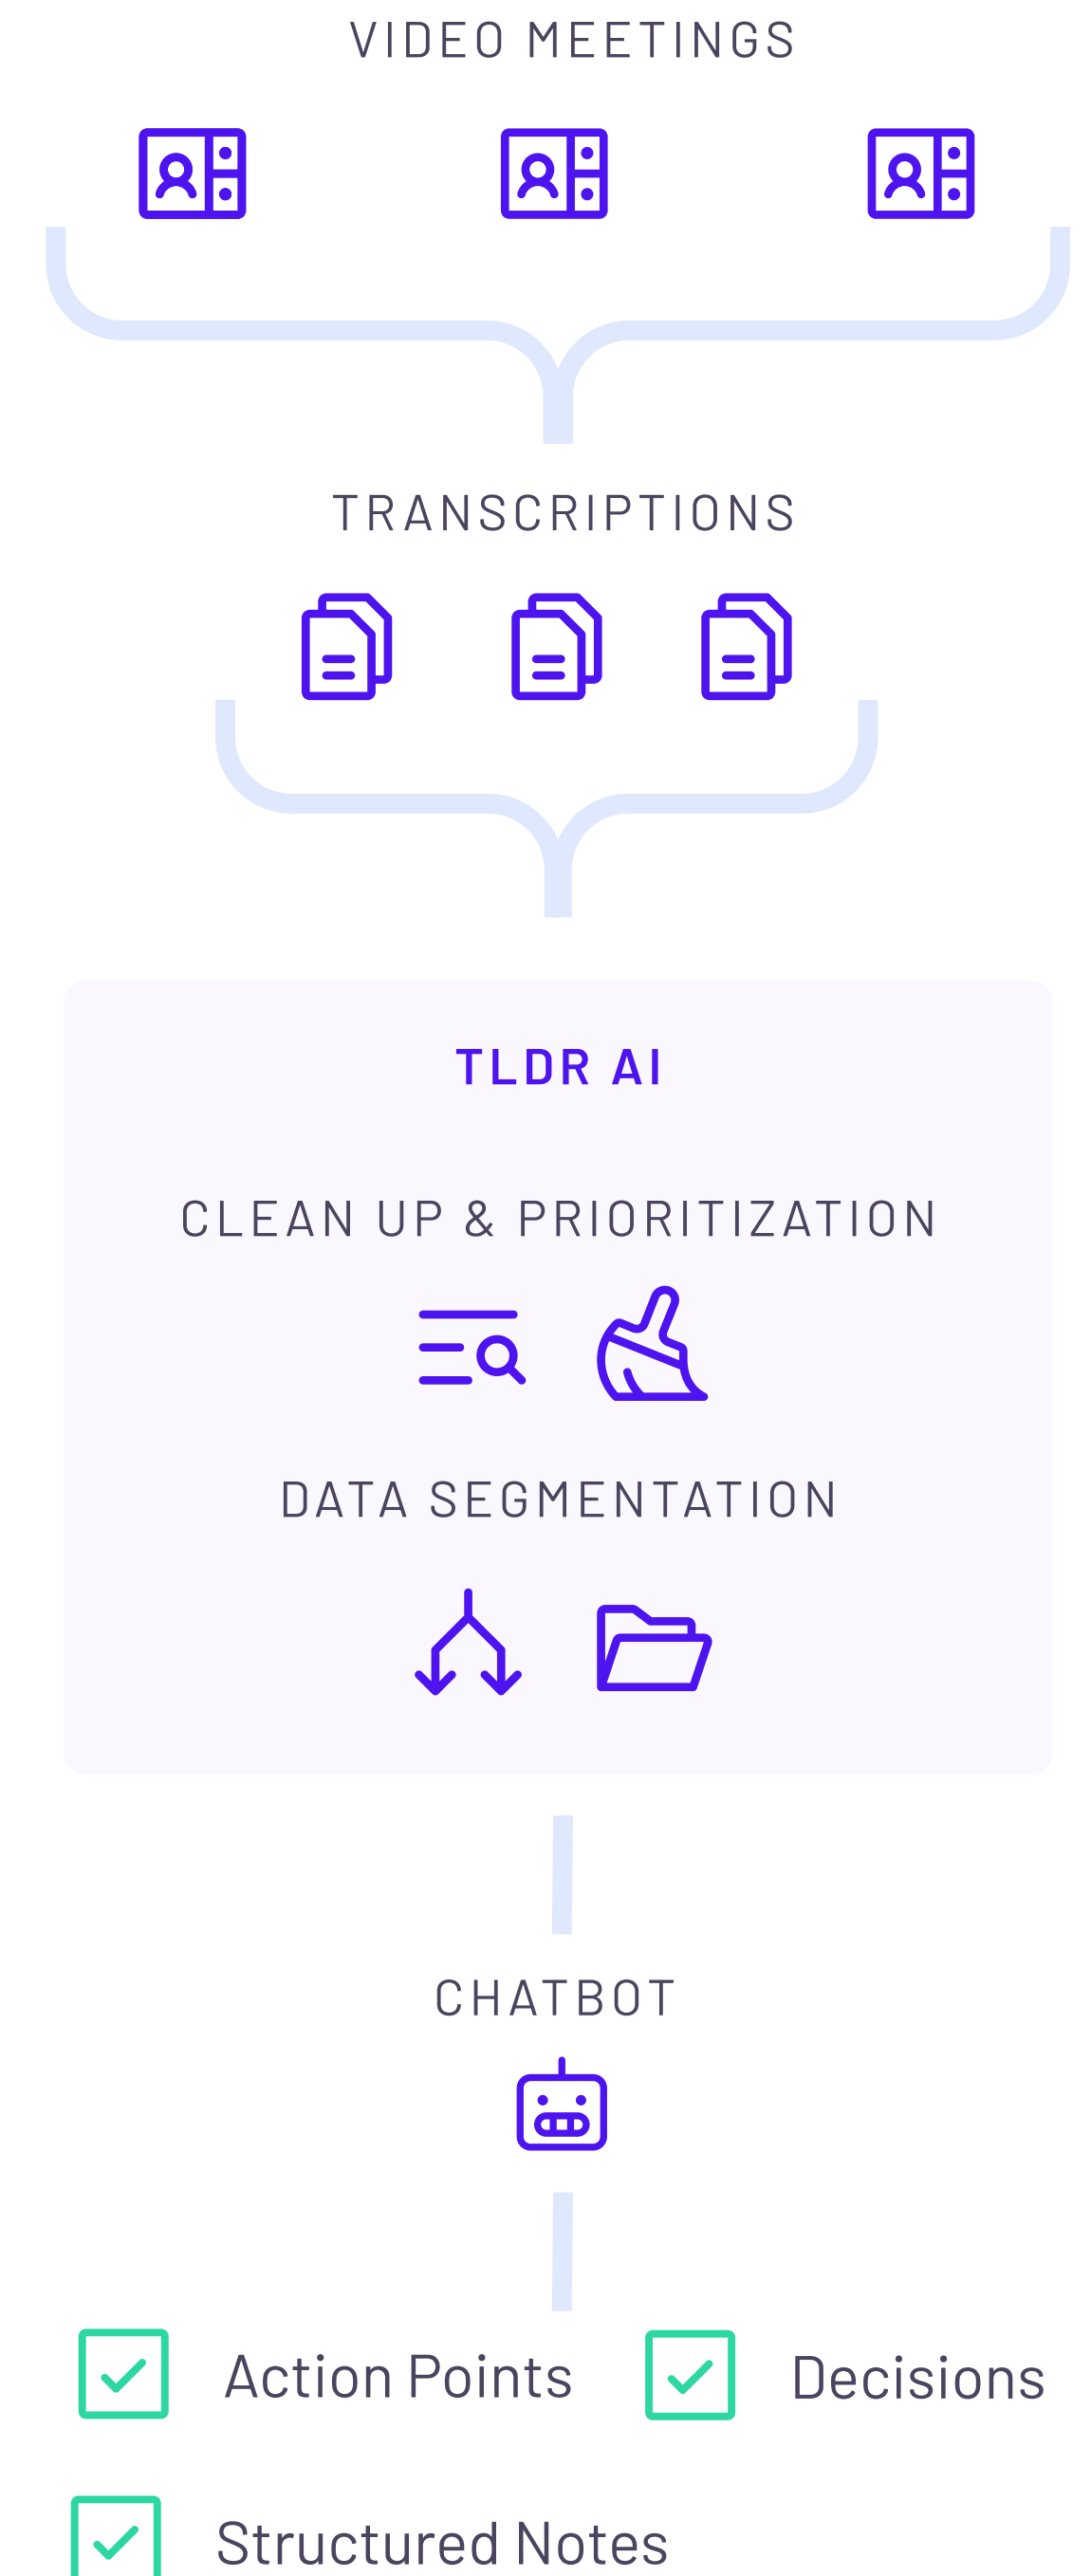 VIDEO MEETINGS
TRANSCRIPTIONS
TLDR AI
CLEAN UP & PRIORITIZATION
DATA SEGMENTATION
CHATBOT
Action Points Decisions
Structured Notes